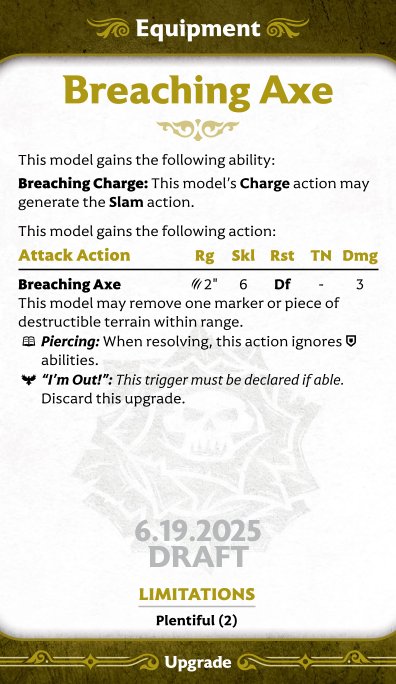 Equipment
Breaching Axe
This model gains the following ability:
Breaching Charge: This model's Charge action may
generate the Slam action.
This model gains the following action:
Attack Action Rg Skl Rst TN Dmg
Breaching Axe 2" 6 Df - 3
This model may remove one marker or piece of
destructible terrain within range.
Piercing: When resolving, this action ignores
abilities.
“I’m Out!”: This trigger must be declared if able.
Discard this upgrade.
6.19.2025
DRAFT
LIMITATIONS
Plentiful (2)
Upgrade